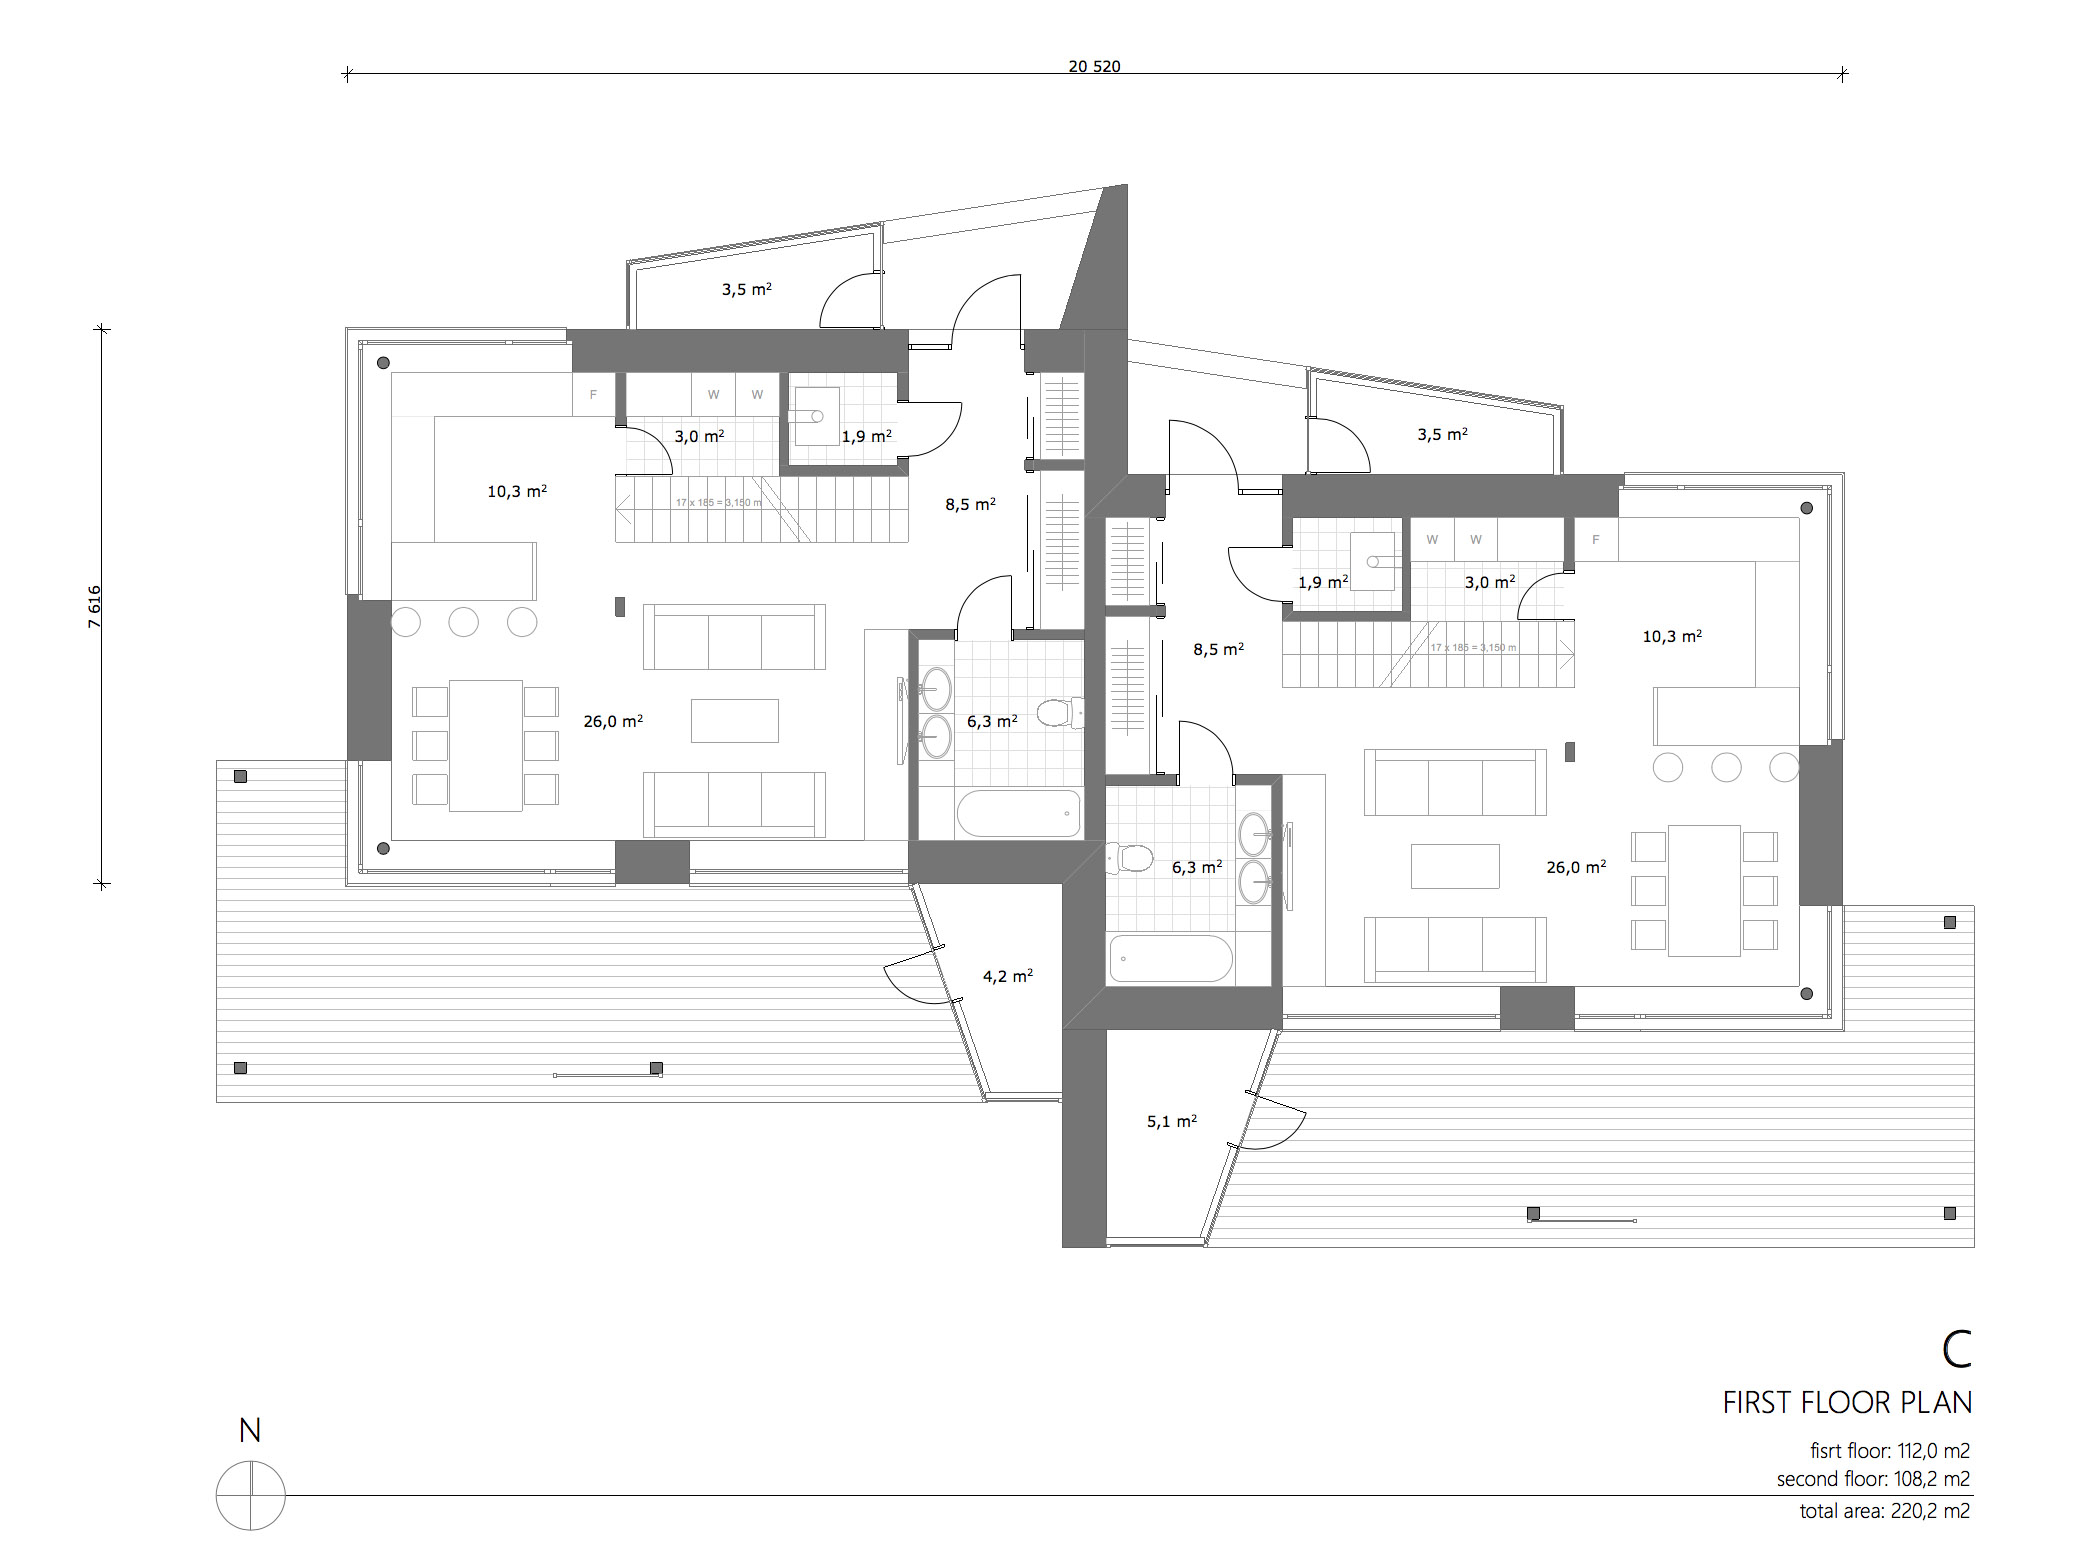 20 520
3,5 m²
7 616
F
W
W
3,0 m²
1,9 m²
10,3 m²
17 x 185 = 3,150 m
8,5 m²
26,0 m²
6,3 m²
4,2 m²
3,5 m²
W
W
F
1,9 m²
3,0 m²
10,3 m²
8,5 m²
17 x 185 = 3,150 m
6,3 m²
26,0 m²
5,1 m²
C
FIRST FLOOR PLAN
fisrt floor: 112,0 m2
second floor: 108,2 m2
total area: 220,2 m2
N